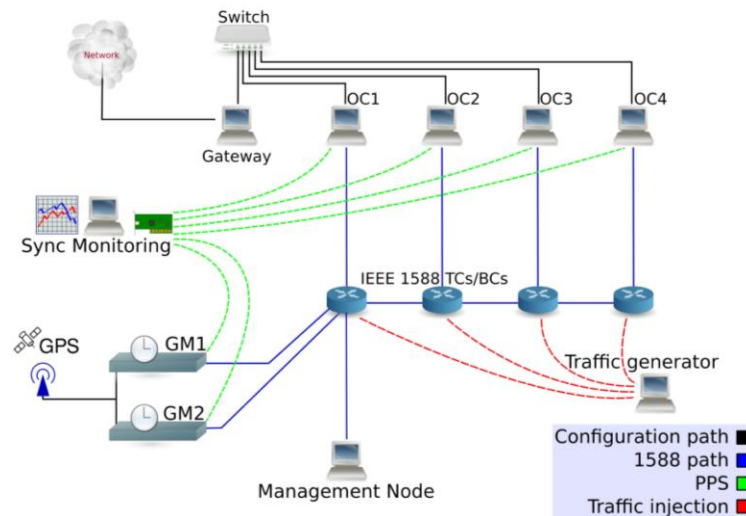 Switch
Network
OC1
OC2
OC3
OC4
Gateway
Sync Monitoring
IEEE 1588 TCs/BCs
GPS
GM1
Traffic generator
GM2
Management Node
Configuration path
1588 path
PPS
Traffic injection